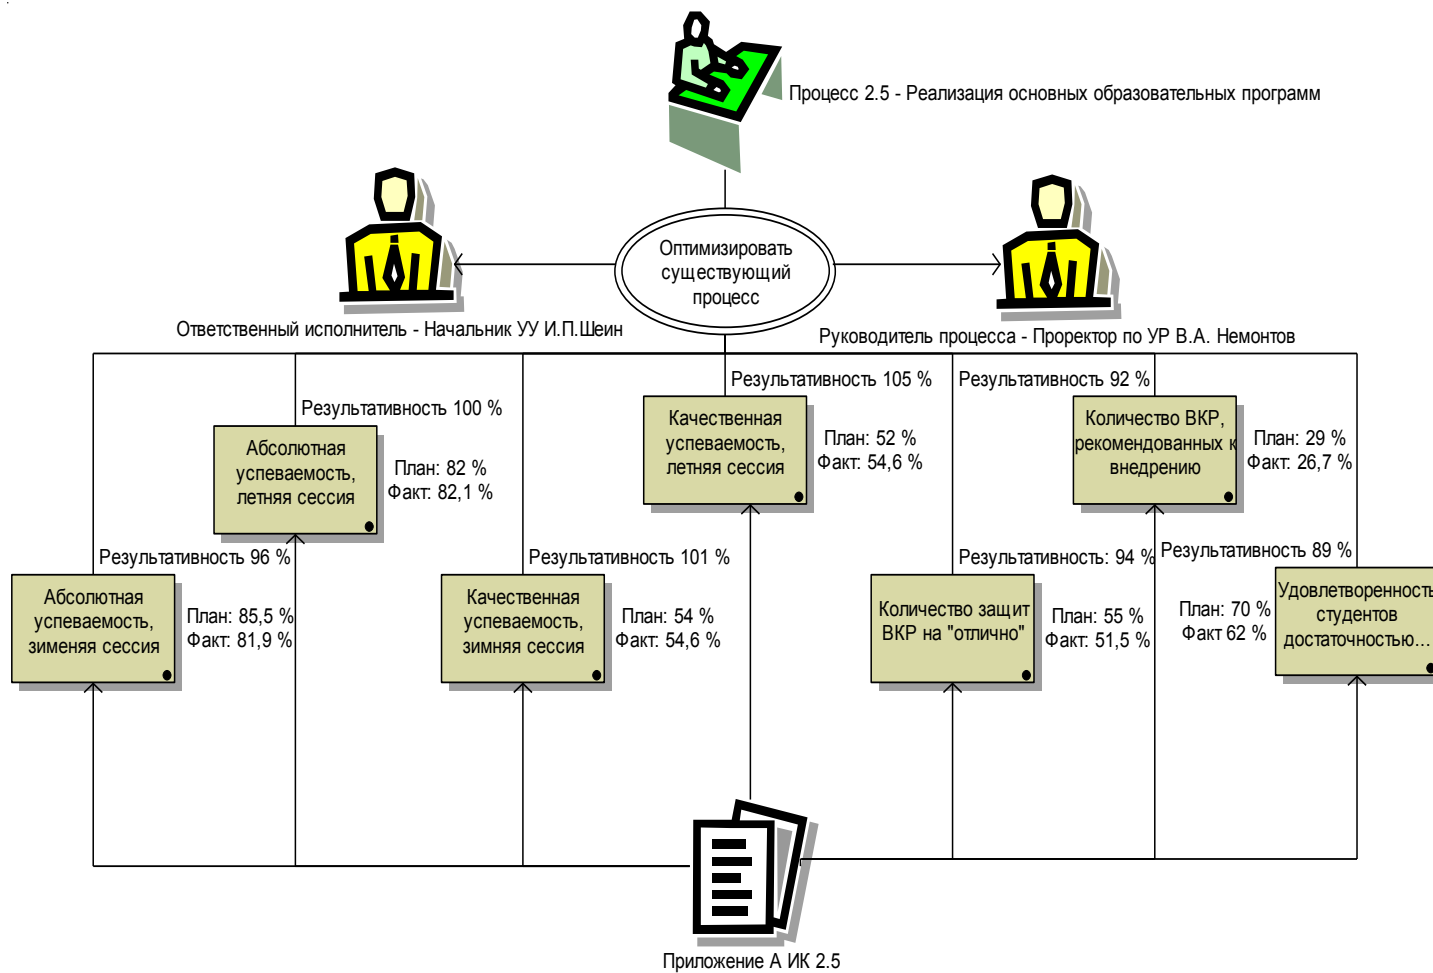 Процесс 2.5 - Реализация основных образовательных программ
Оптимизировать
существующий
процесс
Ответственный исполнитель - Начальник УУ И.П.Шеин
Руководитель процесса - Проректор по УР В.А. Немонтов
Результативность 105 %
Результативность 92 %
Результативность 100 %
Качественная
успеваемость,
летняя сессия
План: 52 %
Факт: 54,6 %
Количество ВКР,
рекомендованных к
внедрению
План: 29 %
Факт: 26,7 %
Абсолютная
успеваемость,
летняя сессия
План: 82 %
Факт: 82,1 %
Результативность 96 %
Результативность 101 %
Результативность: 94 %
Результативность 89 %
Абсолютная
успеваемость,
зименяя сессия
План: 85,5 %
Факт: 81,9 %
Качественная
успеваемость,
зимняя сессия
План: 54 %
Факт: 54,6 %
Количество защит
ВКР на "отлично"
План: 55 %
Факт: 51,5 %
План: 70 %
Факт 62 %
Удовлетворенность
студентов
достаточностью...
Приложение А ИК 2.5